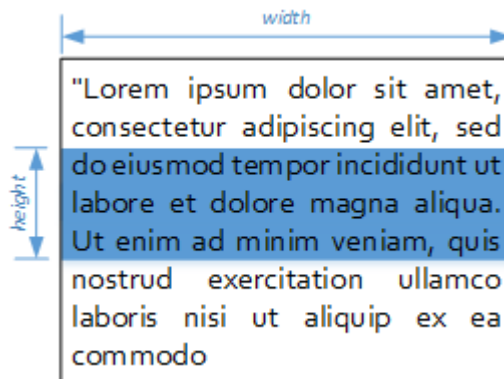 width
"Lorem ipsum dolor sit amet,
consectetur adipiscing elit, sed
do eiusmod tempor incididunt ut
labore et dolore magna aliqua.
Ut enim ad minim veniam, quis
nostrud exercitation ullamco
laboris nisi ut aliquip ex ea
commodo
height